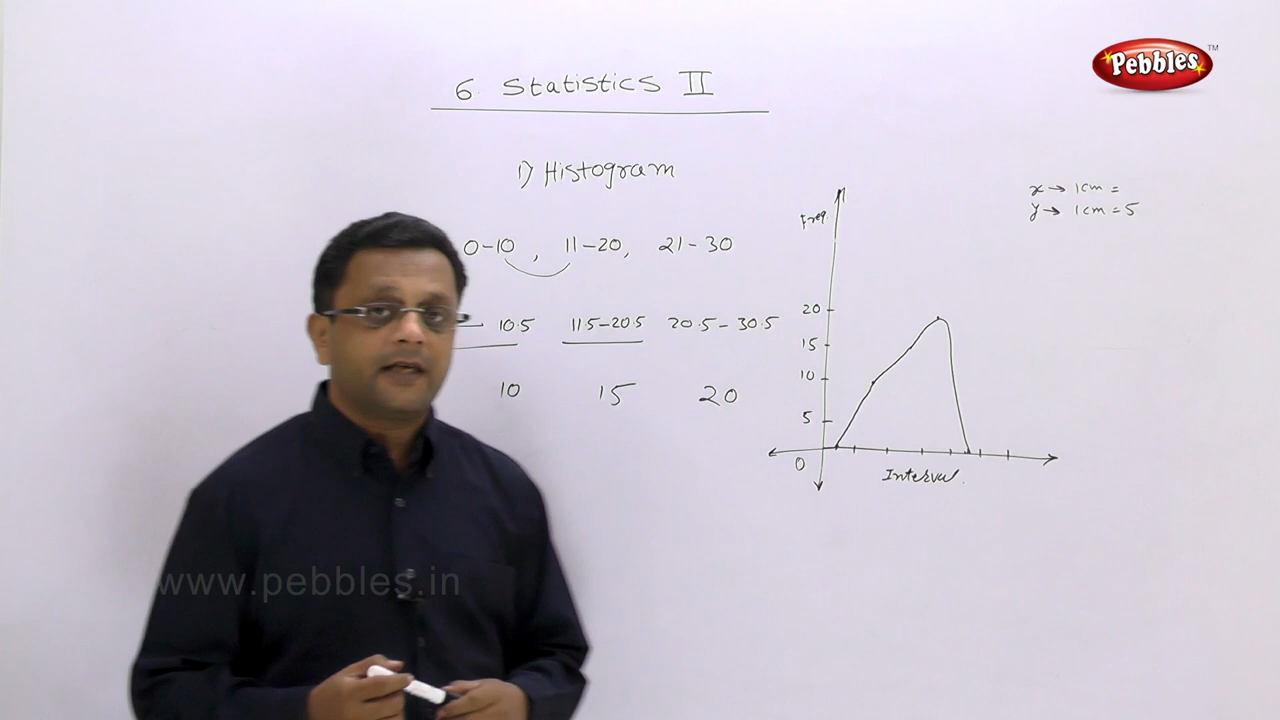 Pebbles TM
6. Statistics II
1) Histogram
x → 1cm =
y → 1cm = 5
Freq.
0-10, 11-20, 21-30
— 10.5 11.5-20.5 20.5-30.5
10 15 20
20
15
10
5
0
Interval.
www.pebbles.in